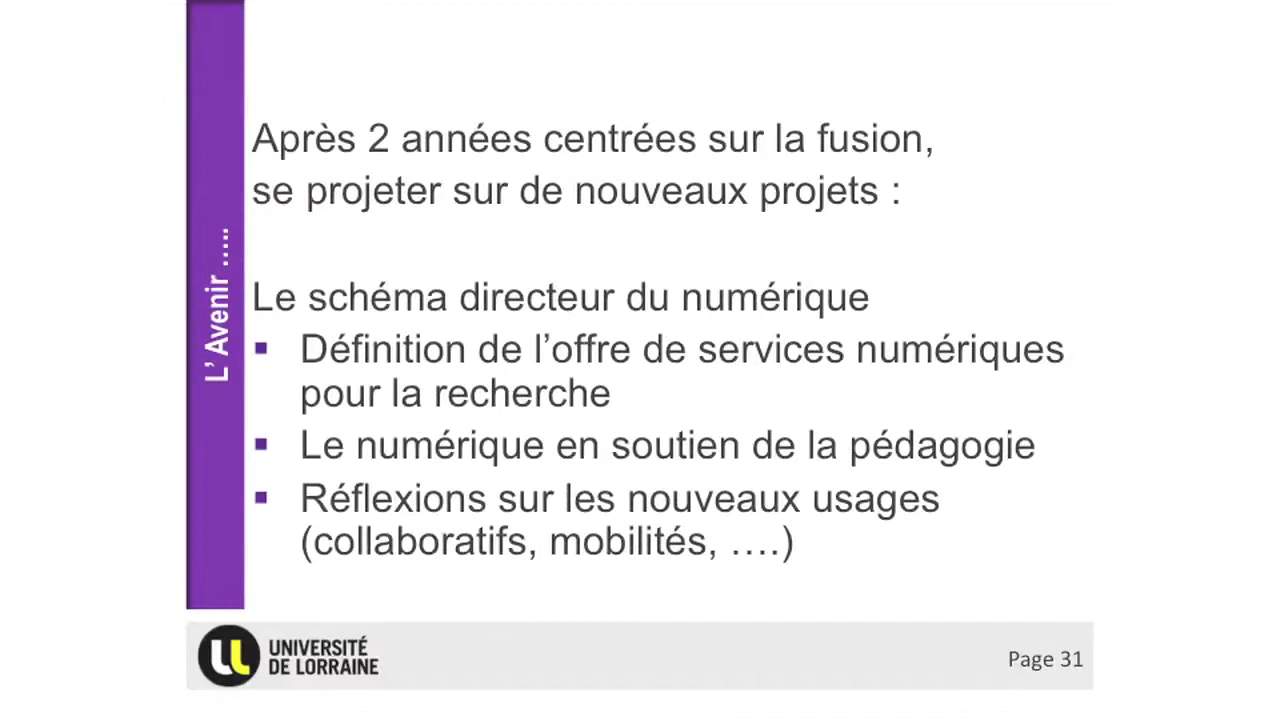 L’ Avenir …..
Après 2 années centrées sur la fusion,
se projeter sur de nouveaux projets :
Le schéma directeur du numérique
▪ Définition de l’offre de services numériques
pour la recherche
▪ Le numérique en soutien de la pédagogie
▪ Réflexions sur les nouveaux usages
(collaboratifs, mobilités, ….)
UNIVERSITÉ
DE LORRAINE
Page 31